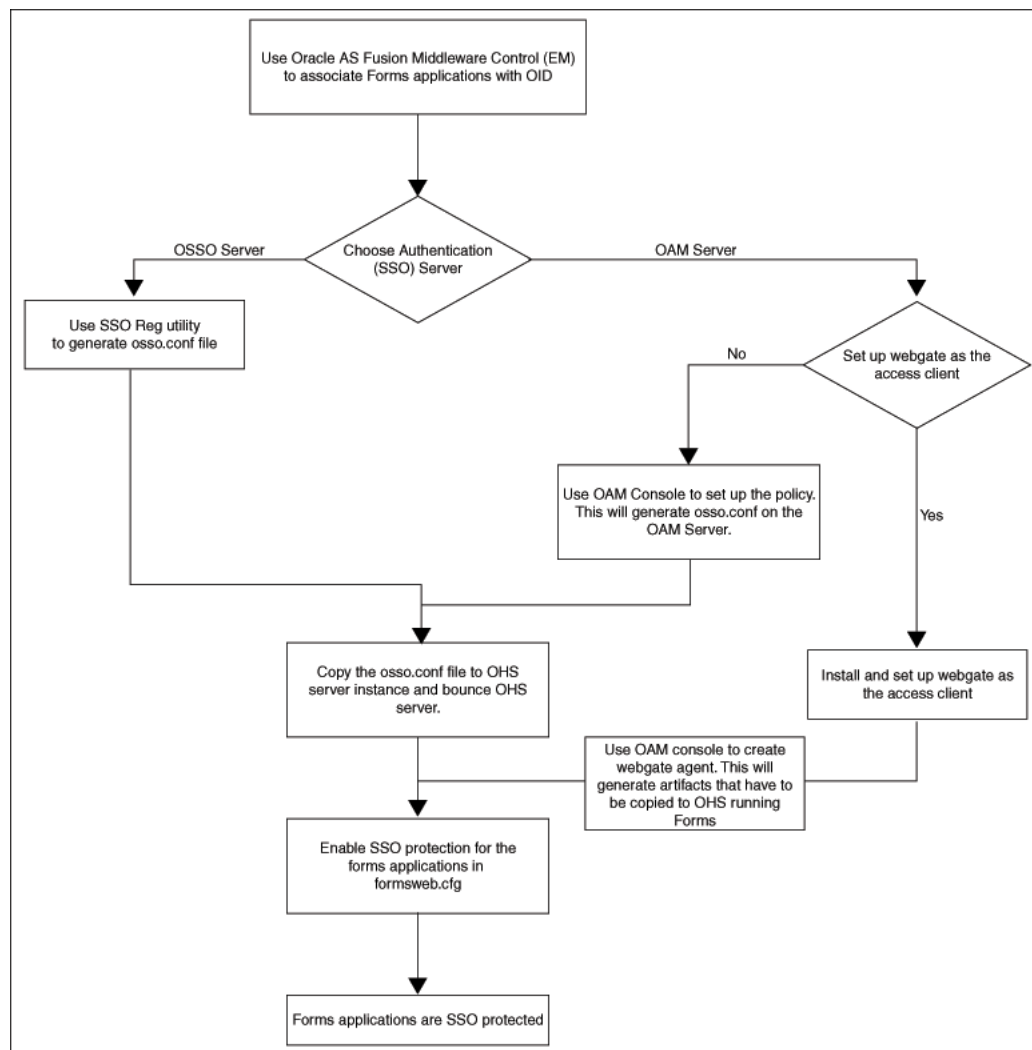 Use Oracle AS Fusion Middleware Control (EM)
to associate Forms applications with OID
OSSO Server
Choose Authentication
(SSO) Server
OAM Server
Use SSO Reg utility
to generate osso.conf file
No
Set up webgate as the
access client
Use OAM Console to set up the policy.
This will generate osso.conf on the
OAM Server.
Yes
Copy the osso.conf file to OHS
server instance and bounce OHS
server.
Install and set up webgate as
the access client
Use OAM console to create
webgate agent. This will
generate artifacts that have to
be copied to OHS running
Forms
Enable SSO protection for the
forms applications in
formsweb.cfg
Forms applications are SSO protected